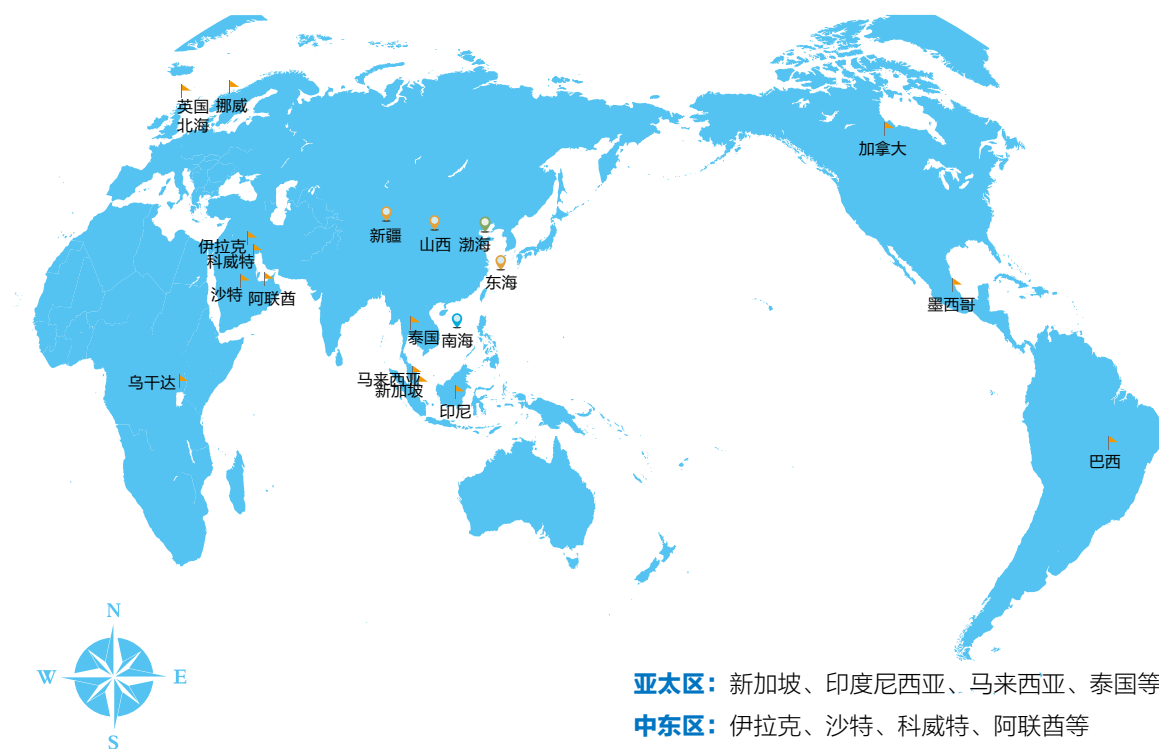 英国
北海
挪威
加拿大
新疆
山西
渤海
伊拉克
科威特
东海
沙特
阿联酋
墨西哥
泰国
南海
马来西亚
新加坡
乌干达
印尼
巴西
N
W
E
S
亚太区：新加坡、印度尼西亚、马来西亚、泰国等
中东区：伊拉克、沙特、科威特、阿联酋等